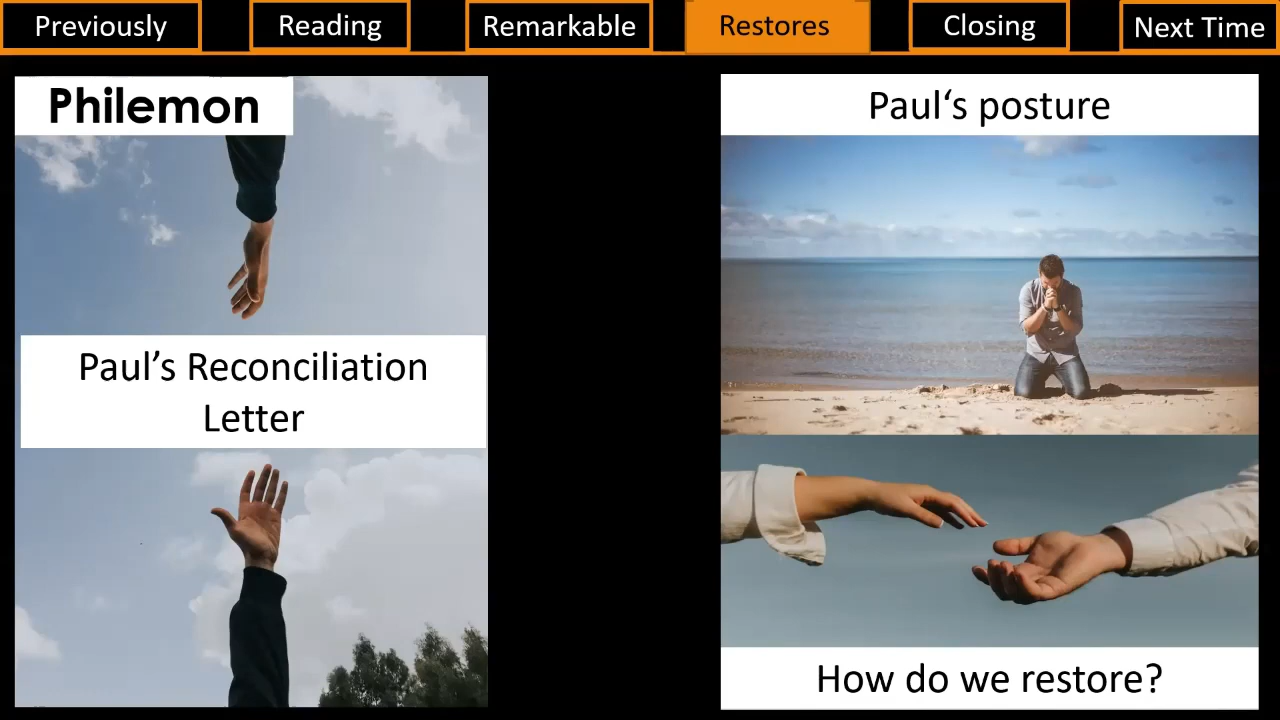 Previously
Reading
Remarkable
Restores
Closing
Next Time
Philemon
Paul’s Reconciliation
Letter
Paul‘s posture
How do we restore?